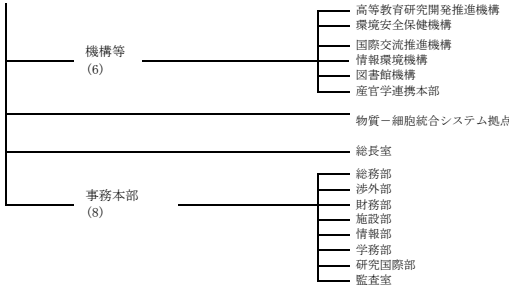 高等教育研究開発推進機構
環境安全保健機構
国際交流推進機構
機構等
(6)
情報環境機構
図書館機構
産官学連携本部
物質－細胞統合システム拠点
総長室
総務部
渉外部
事務本部
(8)
財務部
施設部
情報部
学務部
研究国際部
監査室